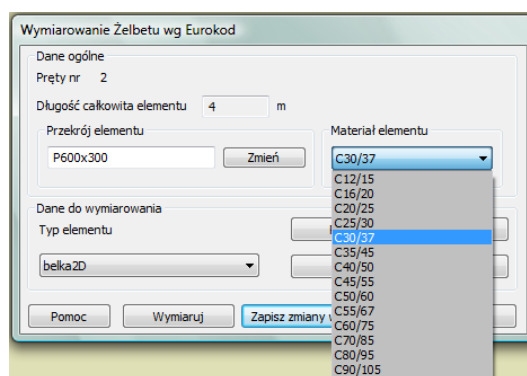 Wymiarowanie Żelbetu wg Eurokod
Dane ogólne
Pręty nr 2
Długość całkowita elementu 4 m
Przekrój elementu
P600x300
Zmień
Materiał elementu
C30/37
C12/15
C16/20
C20/25
C25/30
C30/37
C35/45
C40/50
C45/55
C50/60
C55/67
C60/75
C70/85
C80/95
C90/105
Dane do wymiarowania
Typ elementu
belka2D
Pomoc
Wymiaruj
Zapisz zmiany